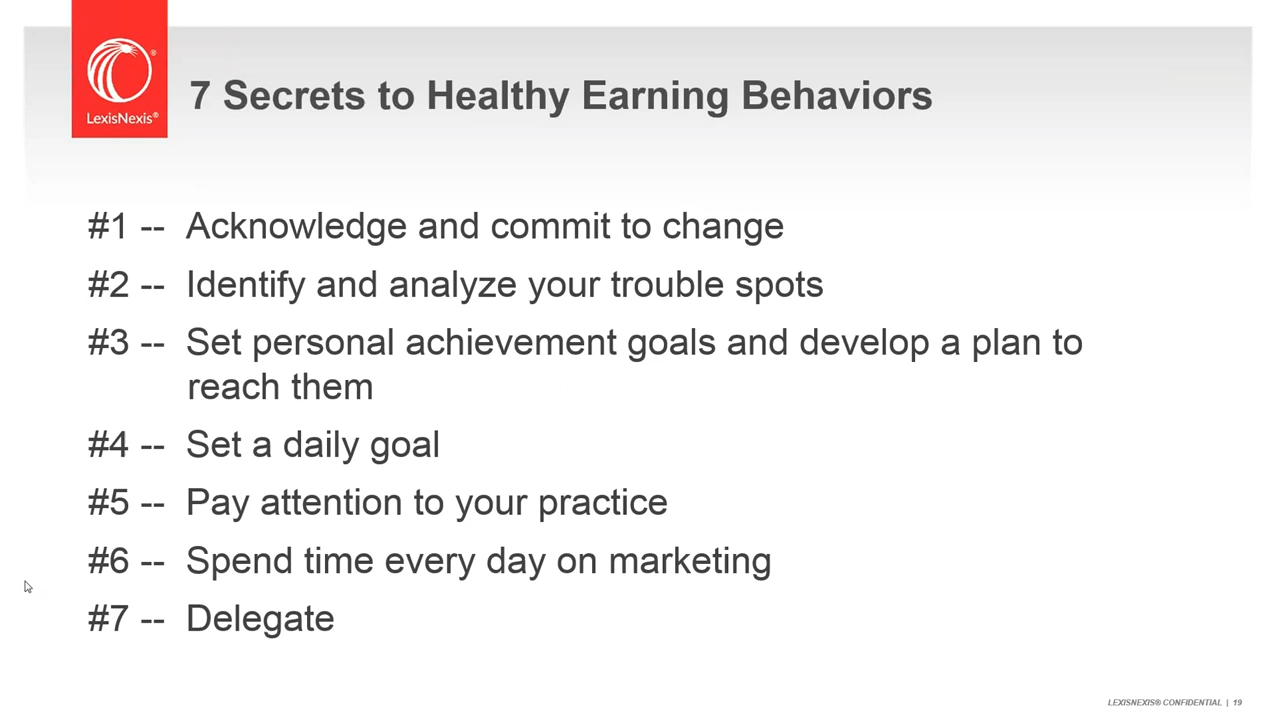 LexisNexis®
7 Secrets to Healthy Earning Behaviors
#1 -- Acknowledge and commit to change
#2 -- Identify and analyze your trouble spots
#3 -- Set personal achievement goals and develop a plan to
reach them
#4 -- Set a daily goal
#5 -- Pay attention to your practice
#6 -- Spend time every day on marketing
#7 -- Delegate
LEXISNEXIS® CONFIDENTIAL | 19